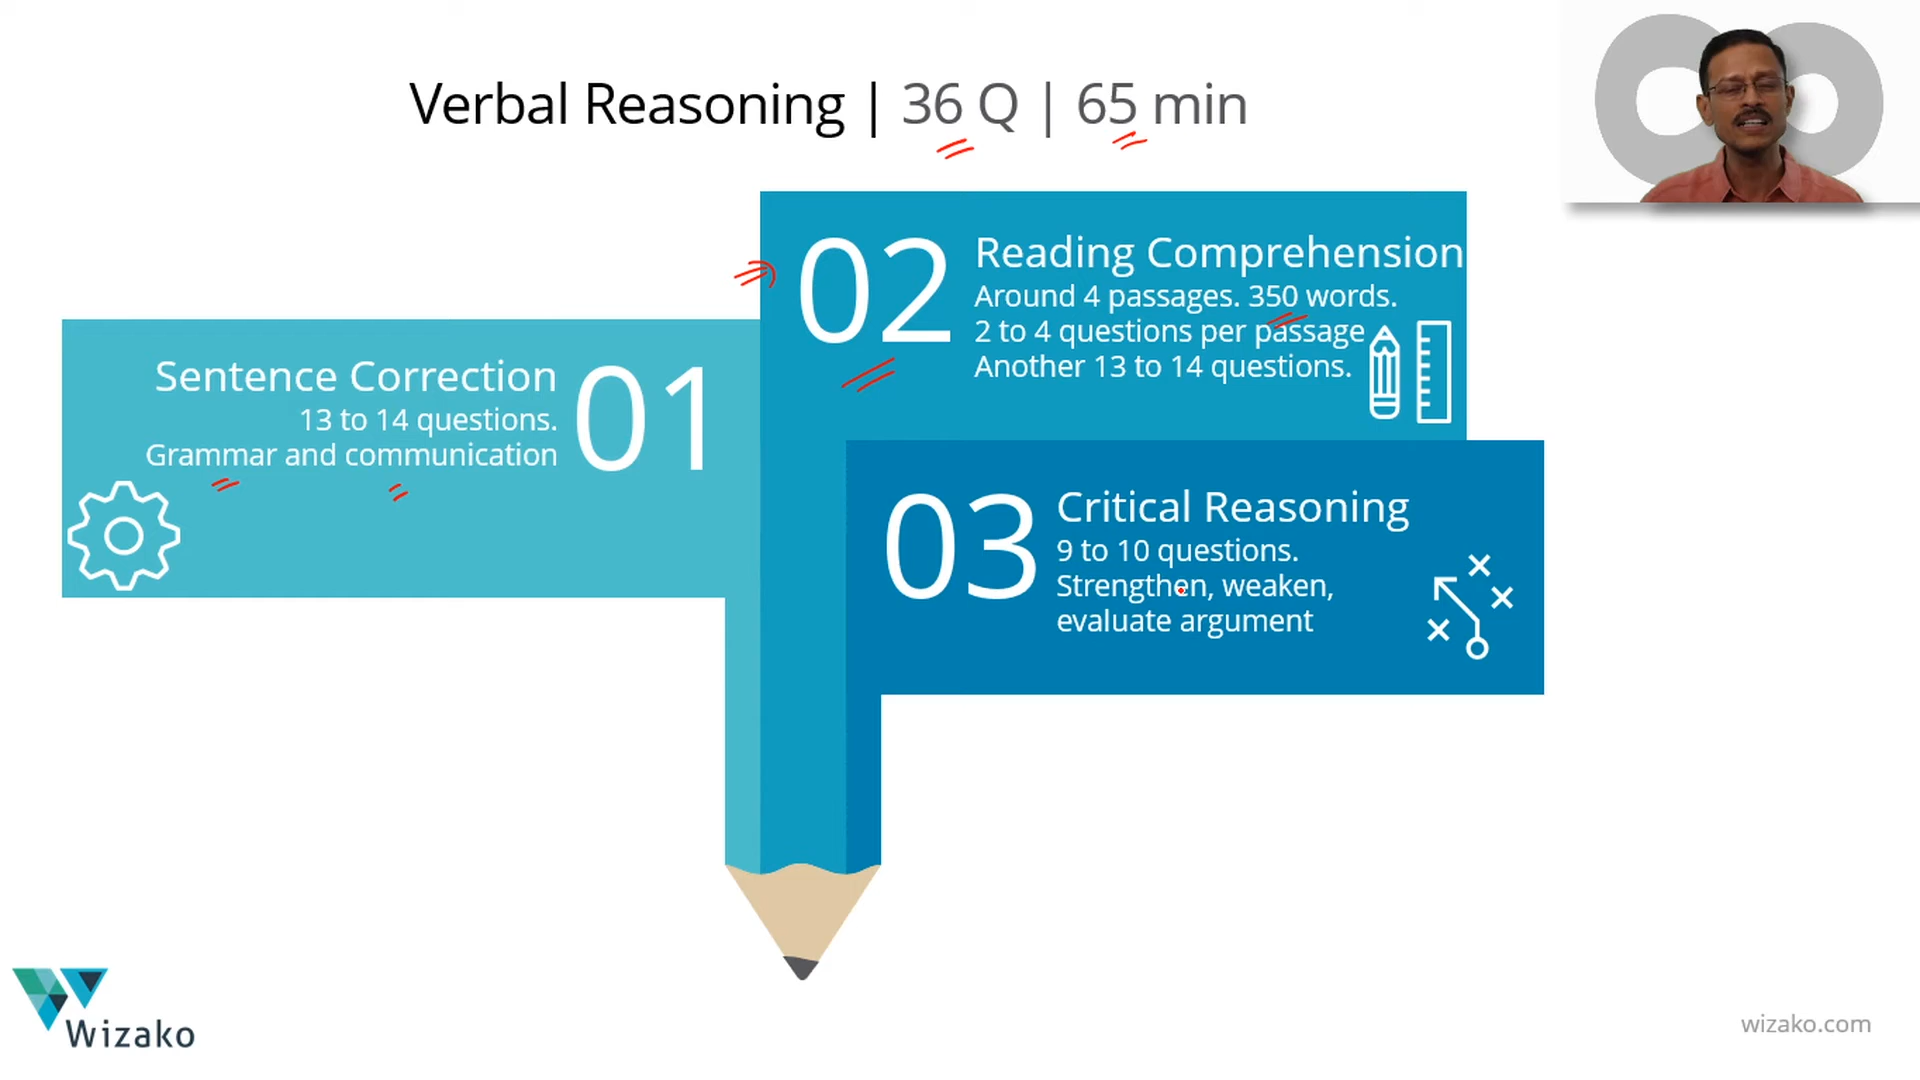 Verbal Reasoning | 36 Q | 65 min
Sentence Correction
13 to 14 questions.
Grammar and communication
01
02
Reading Comprehension
Around 4 passages. 350 words.
2 to 4 questions per passage
Another 13 to 14 questions.
03
Critical Reasoning
9 to 10 questions.
Strengthen, weaken,
evaluate argument
Wizako
wizako.com